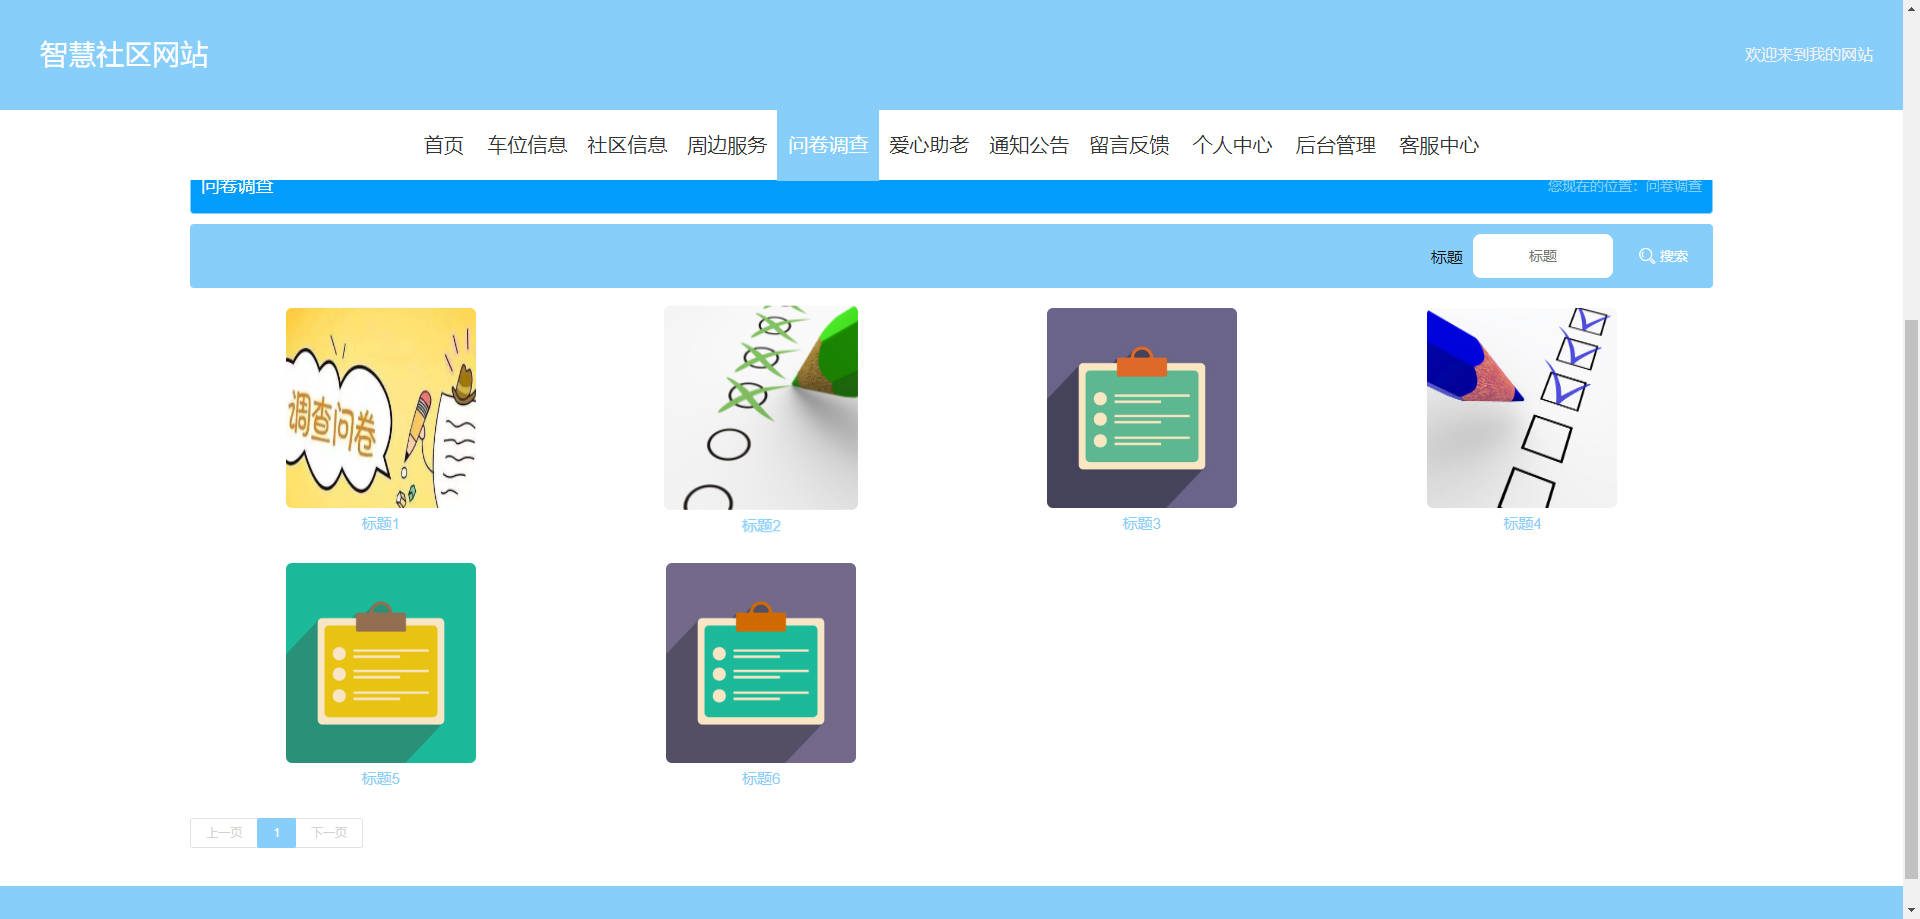 智慧社区网站
欢迎来到我的网站
首页 车位信息 社区信息 周边服务 问卷调查 爱心助老 通知公告 留言反馈 个人中心 后台管理 客服中心
问卷调查
您现在的位置：问卷调查
标题 标题 搜索
调查问卷
标题1
标题2
标题3
标题4
标题5
标题6
上一页 1 下一页